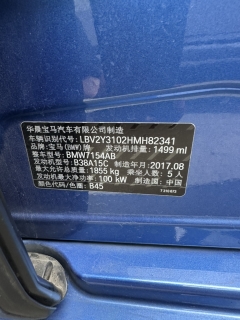 华晨宝马汽车有限公司制造
车辆识别代号: LBV2Y3102HMH82341
品牌: 宝马(BMW)牌 发动机排量: 1499 ml
整车型号: BMW7154AB
发动机型号: B38A15C 制造年月: 2017.08
最大允许总质量: 1855 kg 乘坐人数: 5 人
发动机最大净功率: 100 kW 制造国: 中国
车身颜色: B45